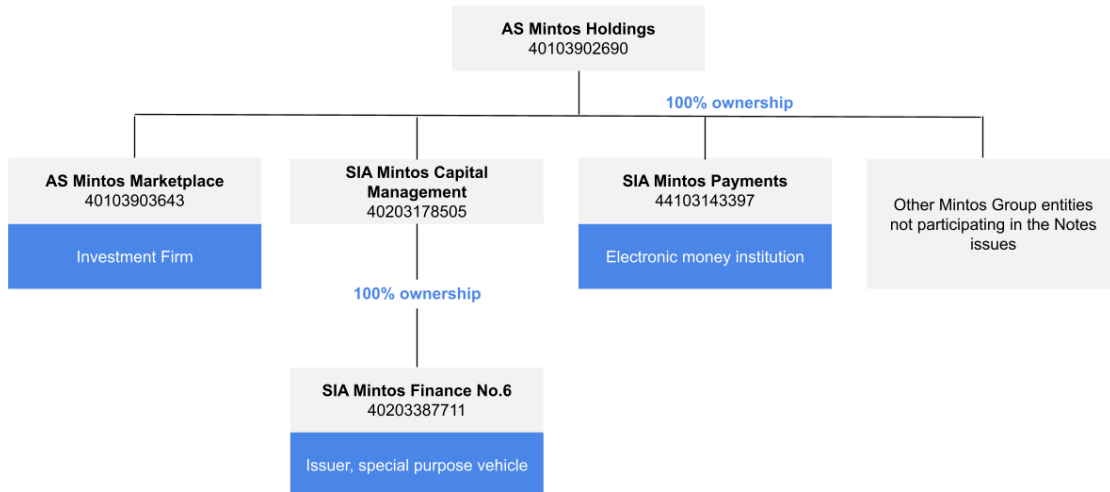 AS Mintos Holdings
40103902690
100% ownership
AS Mintos Marketplace
40103903643
Investment Firm
SIA Mintos Capital
Management
40203178505
SIA Mintos Payments
44103143397
Electronic money institution
Other Mintos Group entities
not participating in the Notes
issues
100% ownership
SIA Mintos Finance No.6
40203387711
Issuer, special purpose vehicle